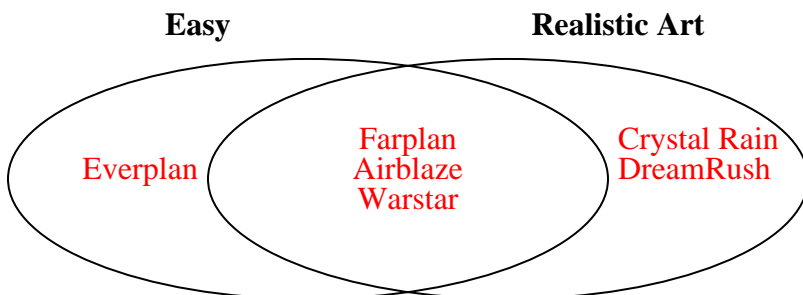 Easy
Realistic Art
Everplan
Farplan
Airblaze
Warstar
Crystal Rain
DreamRush